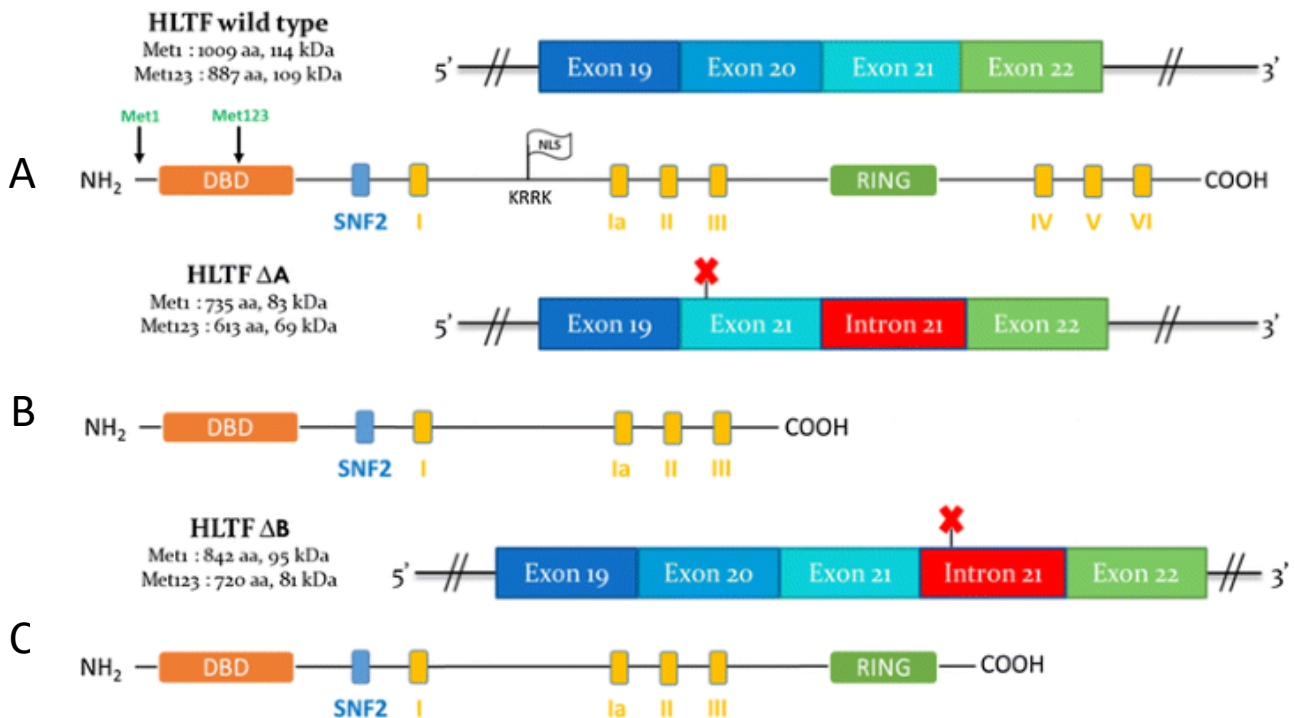 HLTF wild type
Met1 : 1009 aa, 114 kDa
Met123 : 887 aa, 109 kDa
5’ Exon 19 Exon 20 Exon 21 Exon 22 3’
Met1 Met123
NLS
A NH2 DBD RING COOH
KRRK
SNF2 I Ia II III IV V VI
HLTF ΔA
Met1 : 735 aa, 83 kDa
Met123 : 613 aa, 69 kDa
5’ Exon 19 Exon 21 Intron 21 Exon 22 3’
B NH2 DBD COOH
SNF2 I Ia II III
HLTF ΔB
Met1 : 842 aa, 95 kDa
Met123 : 720 aa, 81 kDa
5’ Exon 19 Exon 20 Exon 21 Intron 21 Exon 22 3’
C NH2 DBD RING COOH
SNF2 I Ia II III